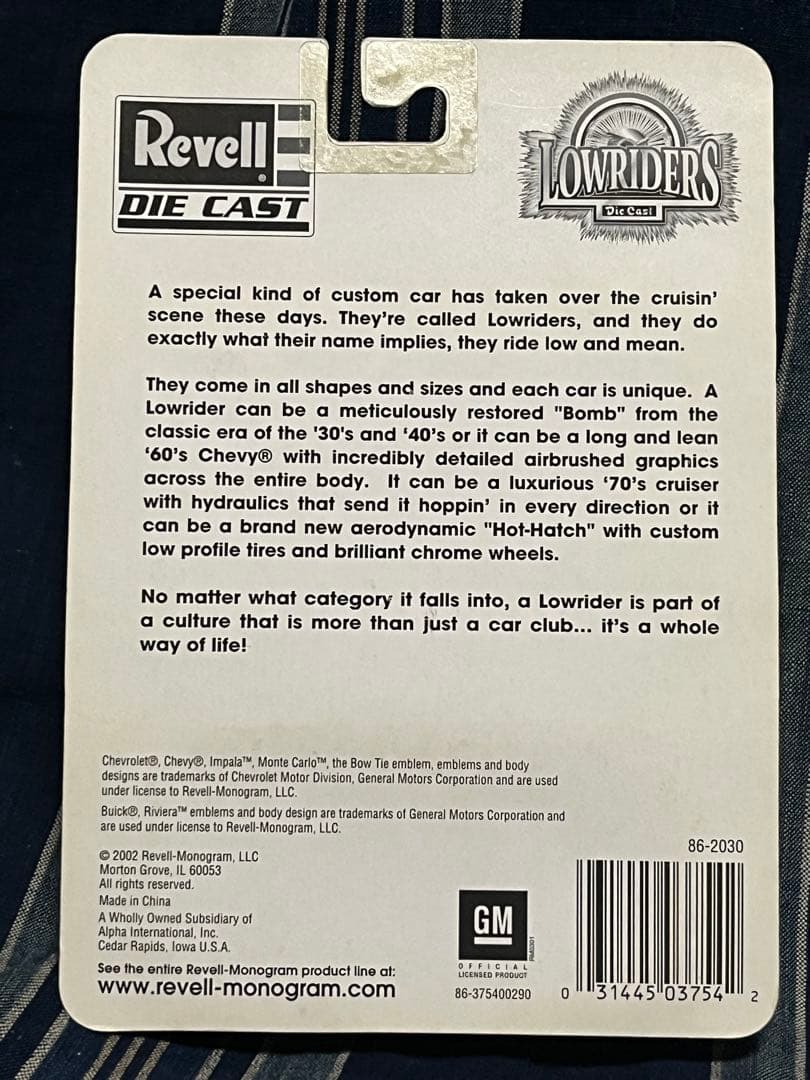 Revell®
DIE CAST
LOWRIDERS
Die Cast
A special kind of custom car has taken over the cruisin'
scene these days. They're called Lowriders, and they do
exactly what their name implies, they ride low and mean.
They come in all shapes and sizes and each car is unique. A
Lowrider can be a meticulously restored "Bomb" from the
classic era of the '30's and '40's or it can be a long and lean
'60's Chevy® with incredibly detailed airbrushed graphics
across the entire body. It can be a luxurious '70's cruiser
with hydraulics that send it hoppin' in every direction or it
can be a brand new aerodynamic "Hot-Hatch" with custom
low profile tires and brilliant chrome wheels.
No matter what category it falls into, a Lowrider is part of
a culture that is more than just a car club... it's a whole
way of life!
Chevrolet®, Chevy®, Impala™, Monte Carlo™, the Bow Tie emblem, emblems and body
designs are trademarks of Chevrolet Motor Division, General Motors Corporation and are used
under license to Revell-Monogram, LLC.
Buick®, Riviera™ emblems and body design are trademarks of General Motors Corporation and
are used under license to Revell-Monogram, LLC.
© 2002 Revell-Monogram, LLC
Morton Grove, IL 60053
All rights reserved.
Made in China
A Wholly Owned Subsidiary of
Alpha International, Inc.
Cedar Rapids, Iowa U.S.A.
See the entire Revell-Monogram product line at:
www.revell-monogram.com
GM
OFFICIAL
LICENSED PRODUCT
86-375400290
86-2030
0 31445 03754 2